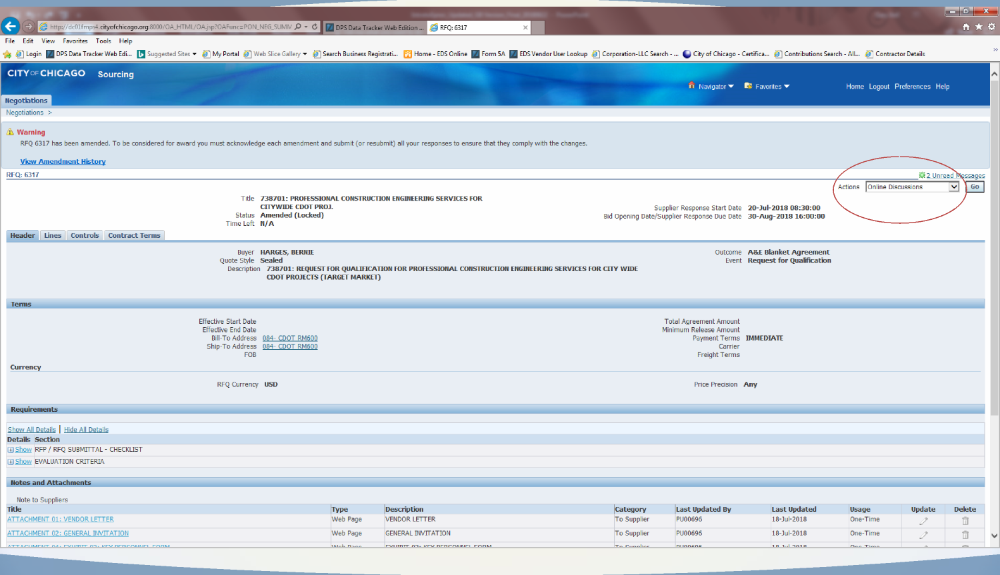 http://dc01fmps4.cityofchicago.org:8000/OA_HTML/OA.jsp?OAFunc=PON_NEG_SUMM
DPS Data Tracker Web Edition ...
RFQ: 6317
File Edit View Favorites Tools Help
Login DPS Data Tracker Web Edi... Suggested Sites My Portal Web Slice Gallery Search Business Registrati... Home - EDS Online Form 5A EDS Vendor User Lookup Corporation-LLC Search - ... City of Chicago - Certifica... Contributions Search - All... Contractor Details
CITY OF CHICAGO Sourcing
Navigator Favorites Home Logout Preferences Help
Negotiations
Negotiations >
Warning
RFQ 6317 has been amended. To be considered for award you must acknowledge each amendment and submit (or resubmit) all your responses to ensure that they comply with the changes.
View Amendment History
RFQ: 6317
2 Unread Messages
Actions Online Discussions Go
Title 738701: PROFESSIONAL CONSTRUCTION ENGINEERING SERVICES FOR
CITYWIDE CDOT PROJ.
Status Amended (Locked)
Time Left N/A
Supplier Response Start Date 20-Jul-2018 08:30:00
Bid Opening Date/Supplier Response Due Date 30-Aug-2018 16:00:00
Header Lines Controls Contract Terms
Buyer HARGES, BERNIE
Quote Style Sealed
Description 738701: REQUEST FOR QUALIFICATION FOR PROFESSIONAL CONSTRUCTION ENGINEERING SERVICES FOR CITY WIDE
CDOT PROJECTS (TARGET MARKET)
Outcome A&E Blanket Agreement
Event Request for Qualification
Terms
Effective Start Date
Effective End Date
Bill-To Address 084- CDOT RM600
Ship-To Address 084- CDOT RM600
FOB
Total Agreement Amount
Minimum Release Amount
Payment Terms IMMEDIATE
Carrier
Freight Terms
Currency
RFQ Currency USD
Price Precision Any
Requirements
Show All Details | Hide All Details
Details Section
Show RFP / RFQ SUBMITTAL - CHECKLIST
Show EVALUATION CRITERIA
Notes and Attachments
Note to Suppliers
Title Type Description Category Last Updated By Last Updated Usage Update Delete
ATTACHMENT 01: VENDOR LETTER Web Page VENDOR LETTER To Supplier PU00696 18-Jul-2018 One-Time
ATTACHMENT 02: GENERAL INVITATION Web Page GENERAL INVITATION To Supplier PU00696 18-Jul-2018 One-Time